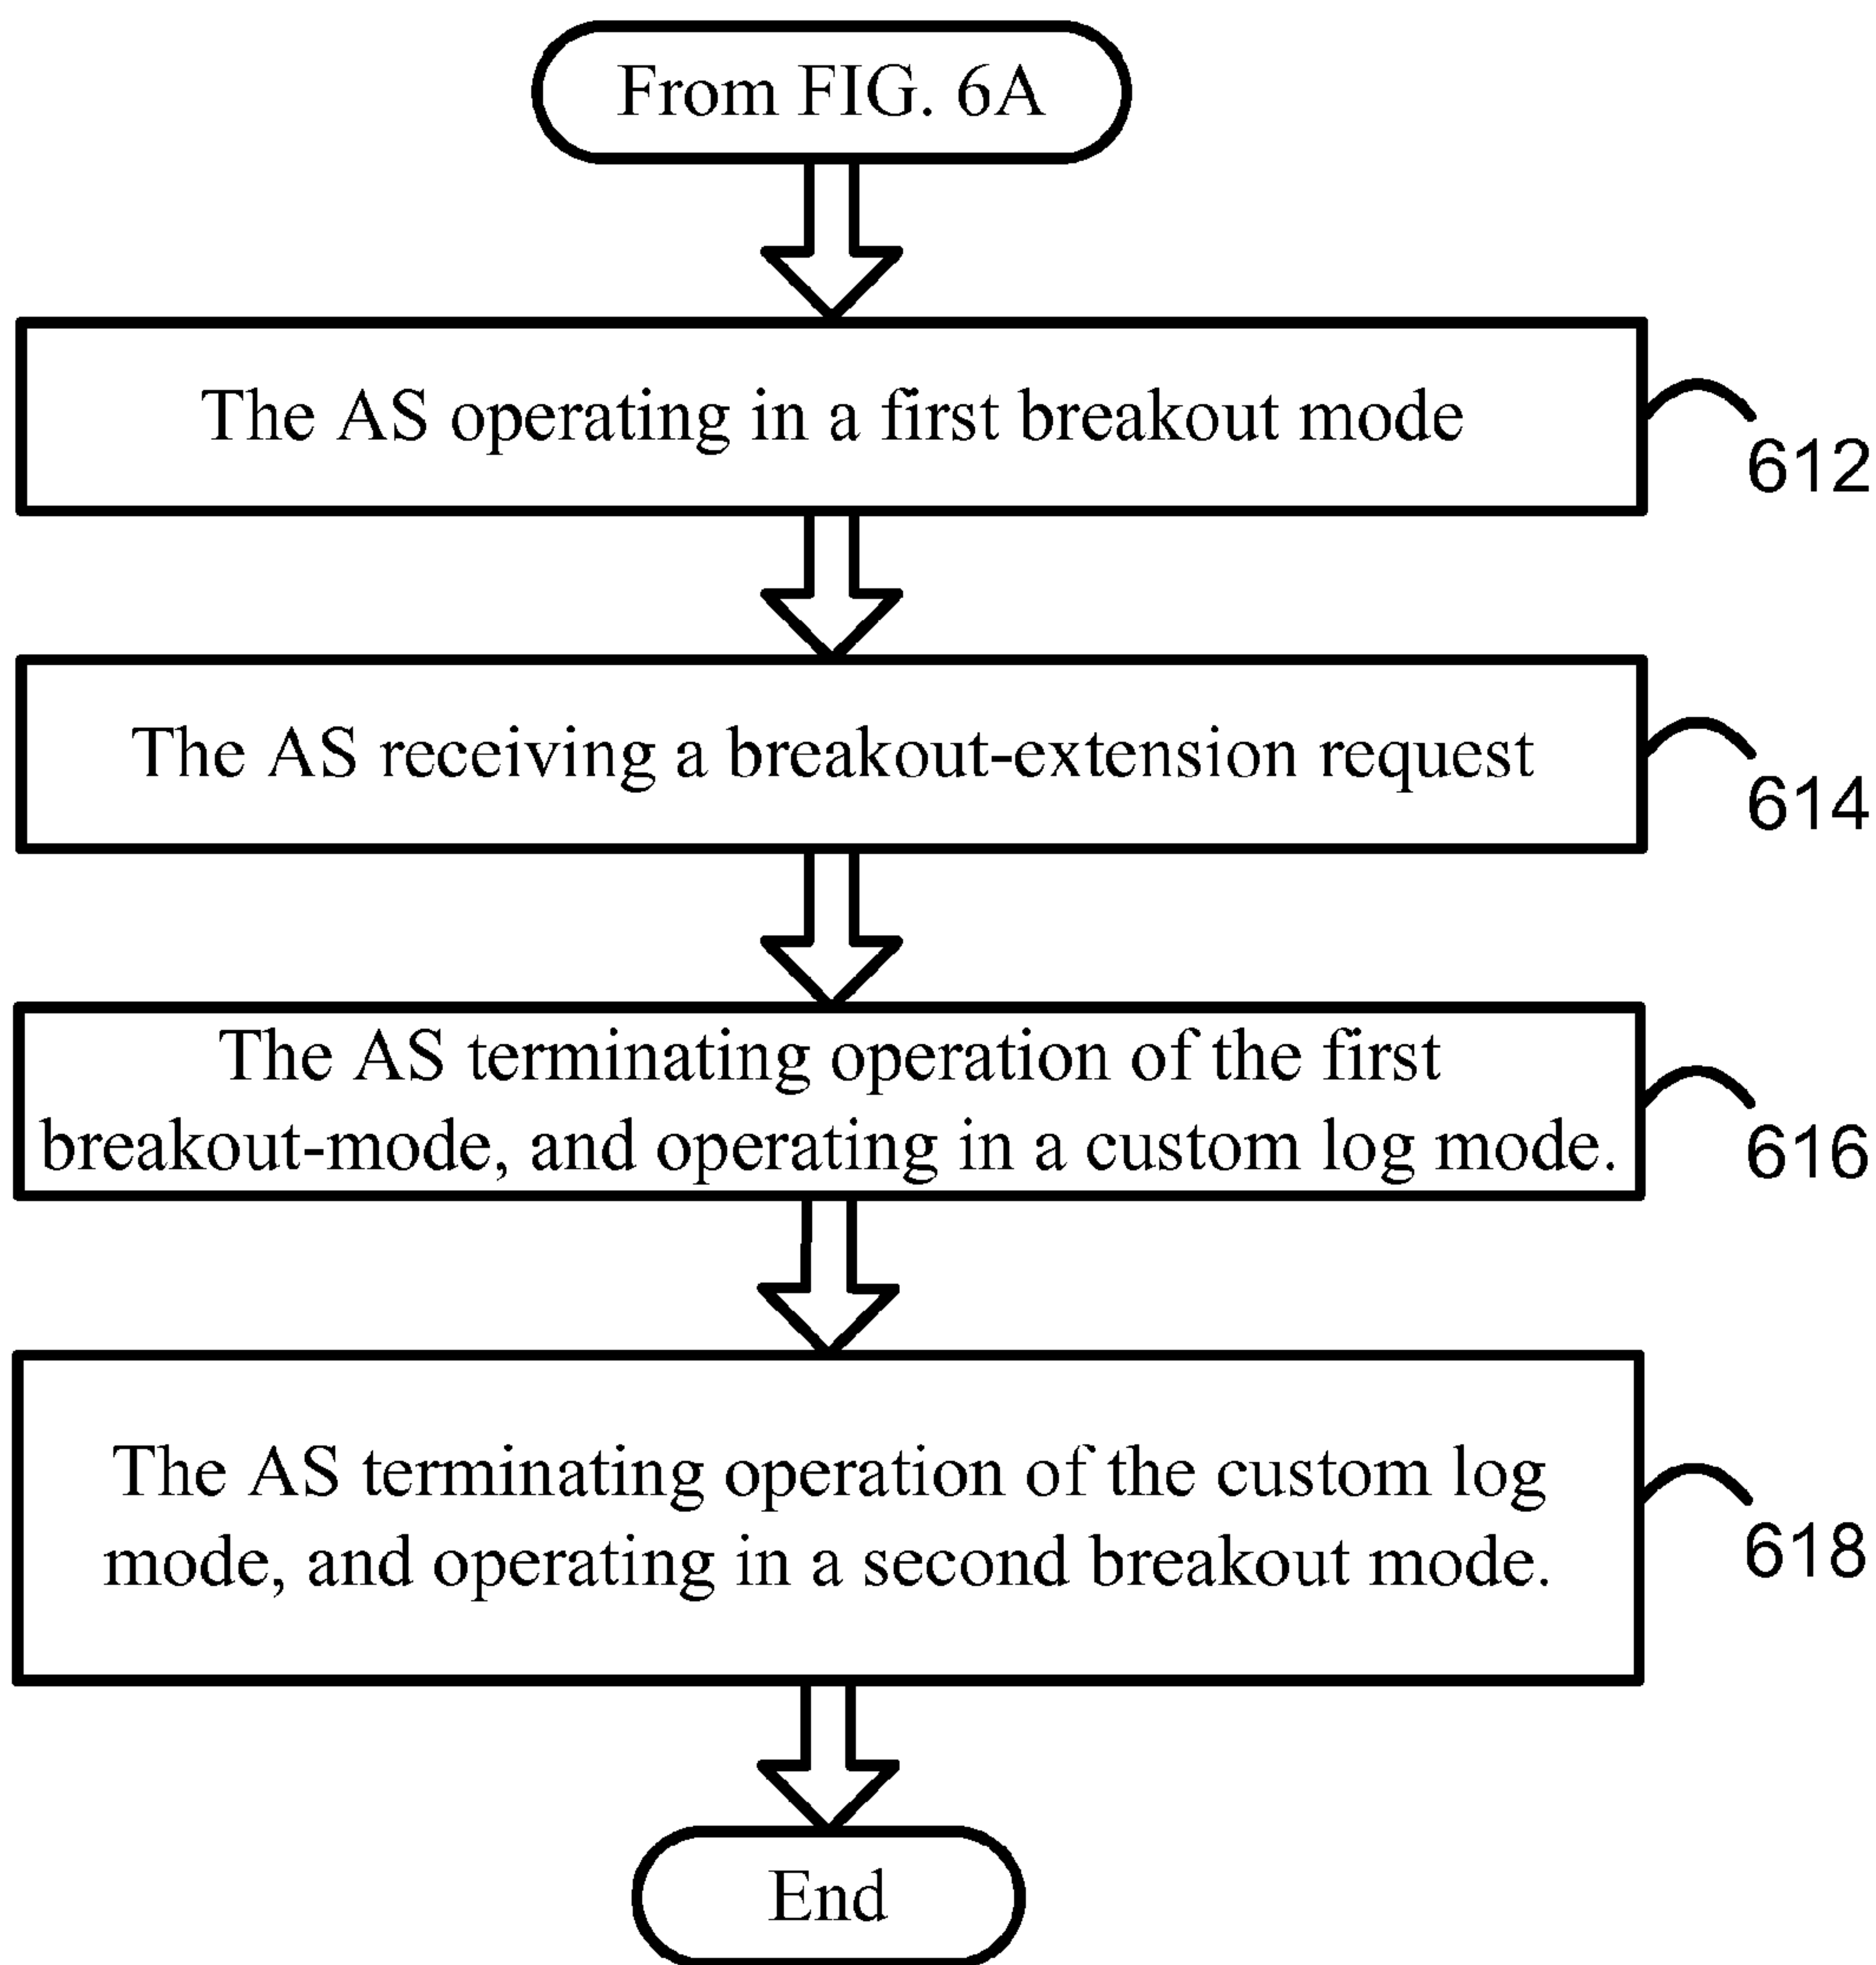 From FIG. 6A
The AS operating in a first breakout mode
612
The AS receiving a breakout-extension request
614
The AS terminating operation of the first
breakout-mode, and operating in a custom log mode.
616
The AS terminating operation of the custom log
mode, and operating in a second breakout mode.
618
End